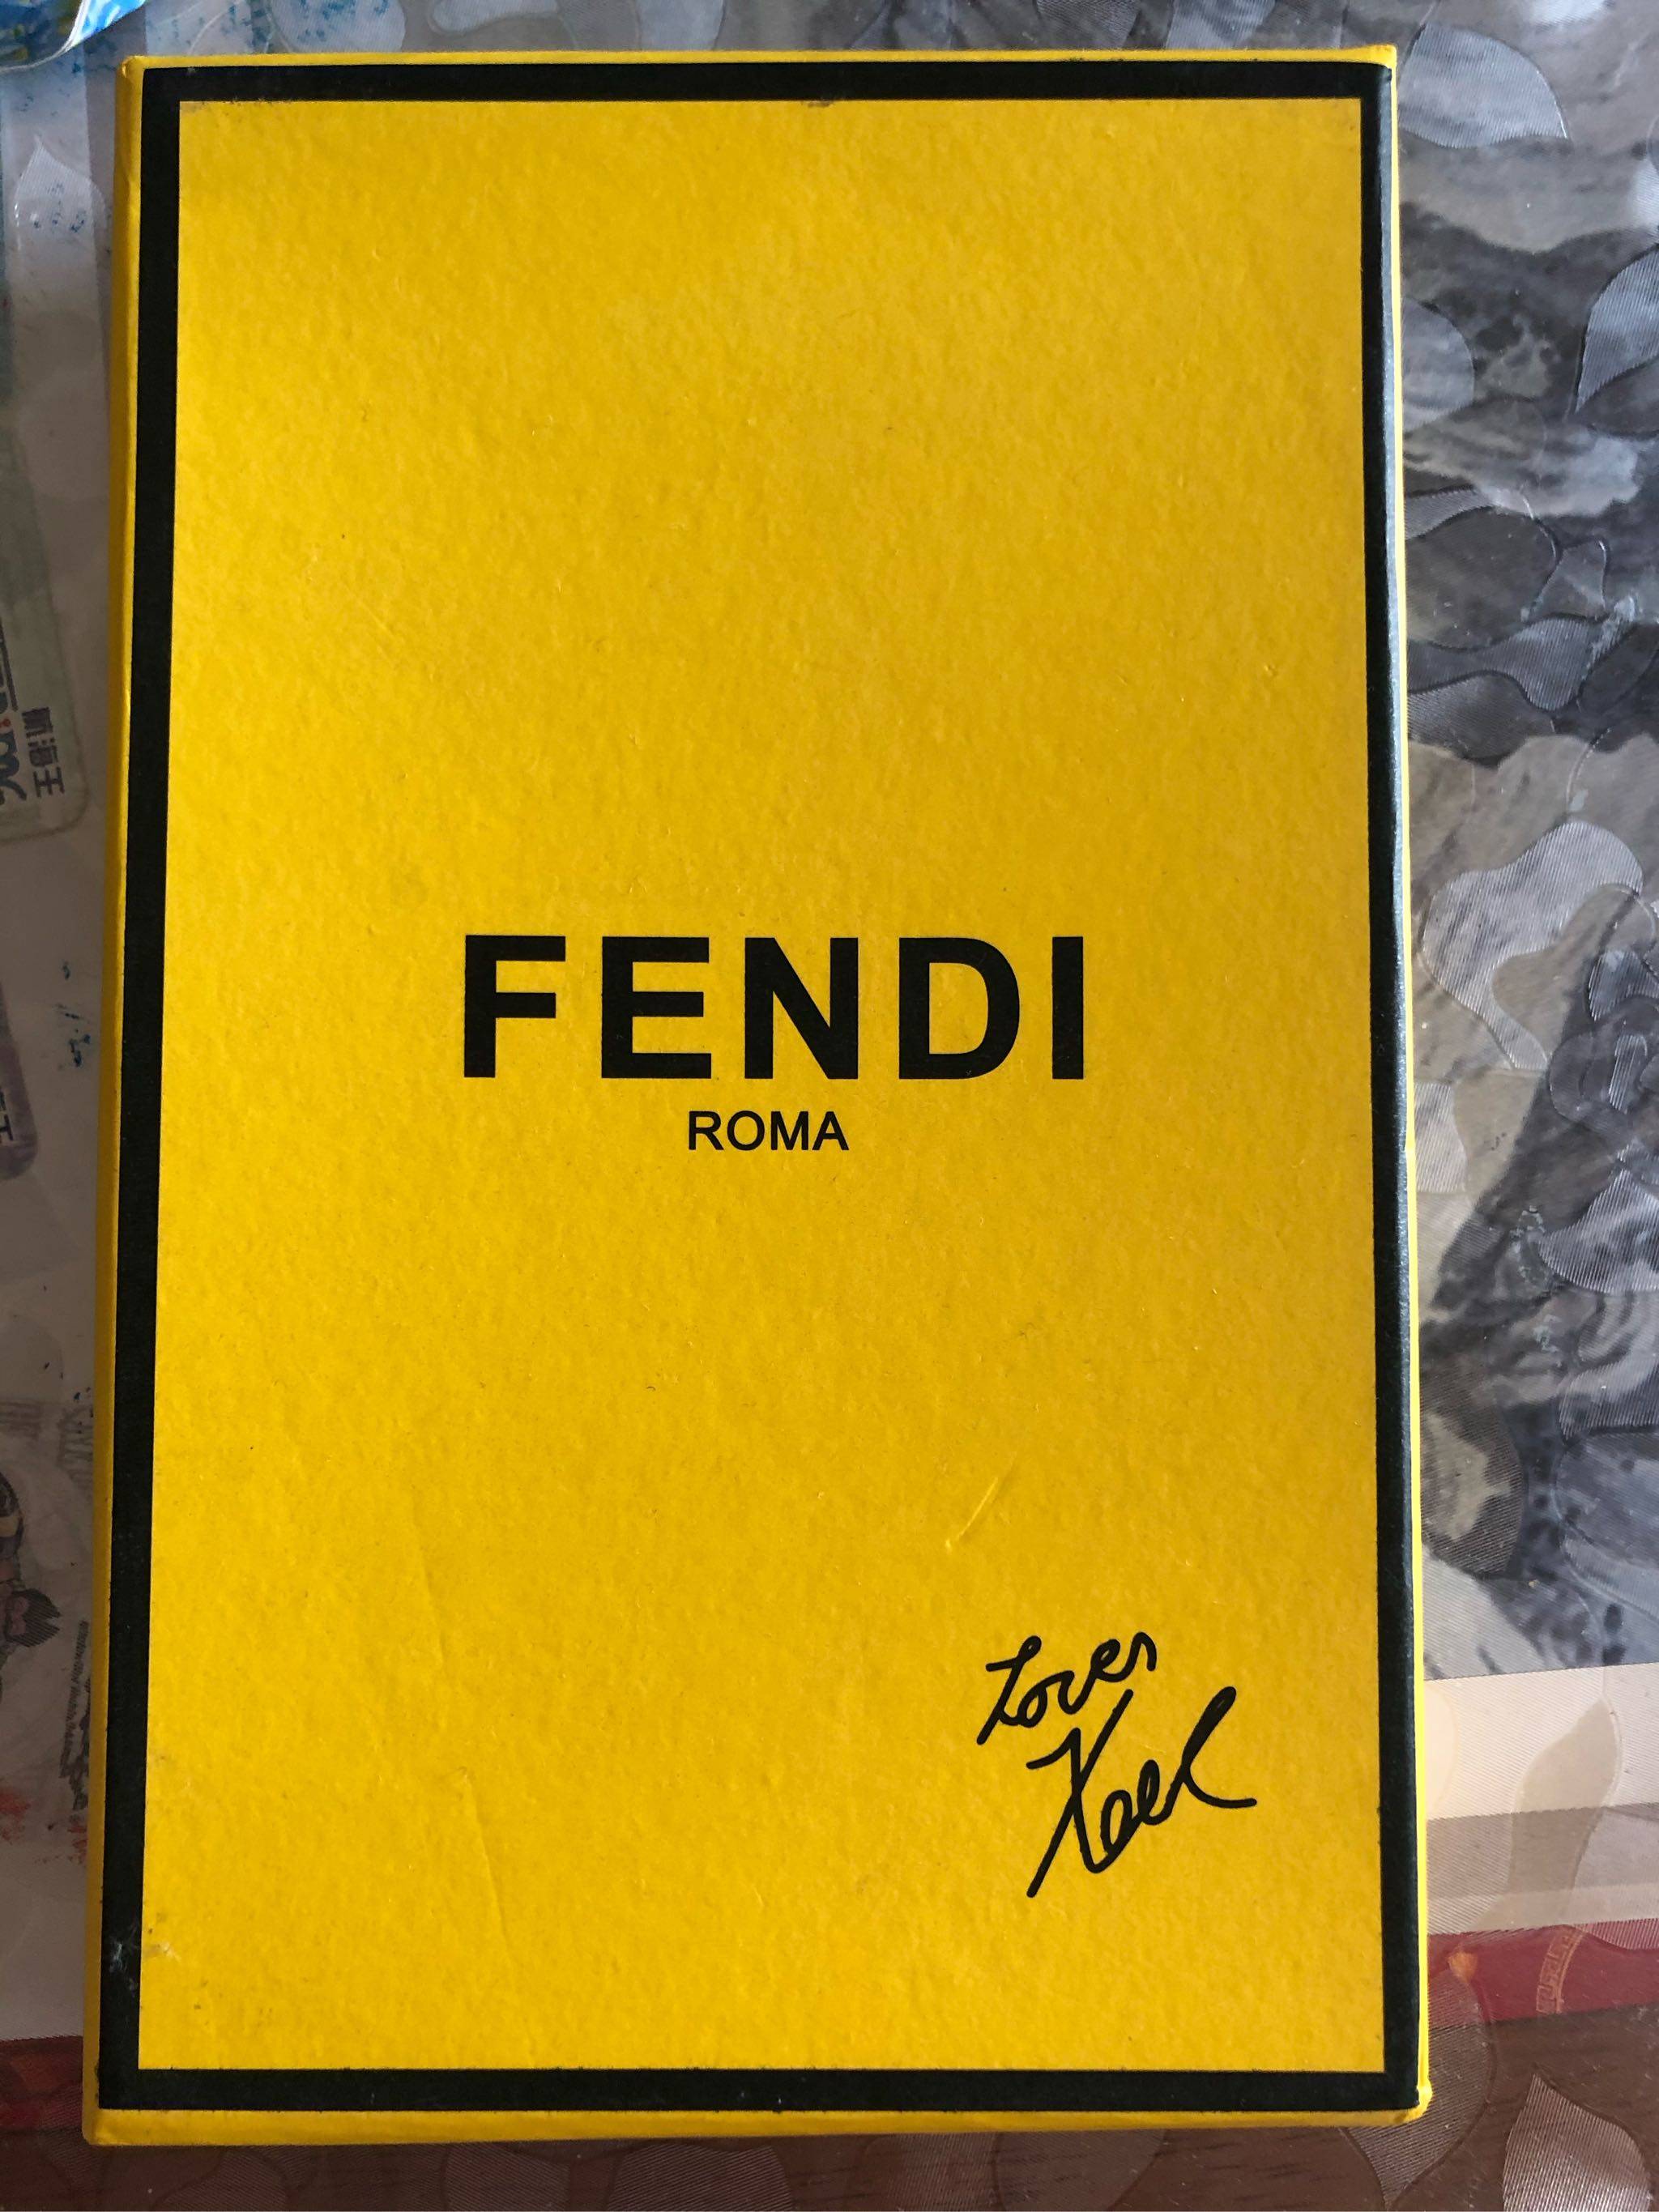 FENDI
ROMA
Loves
Karl